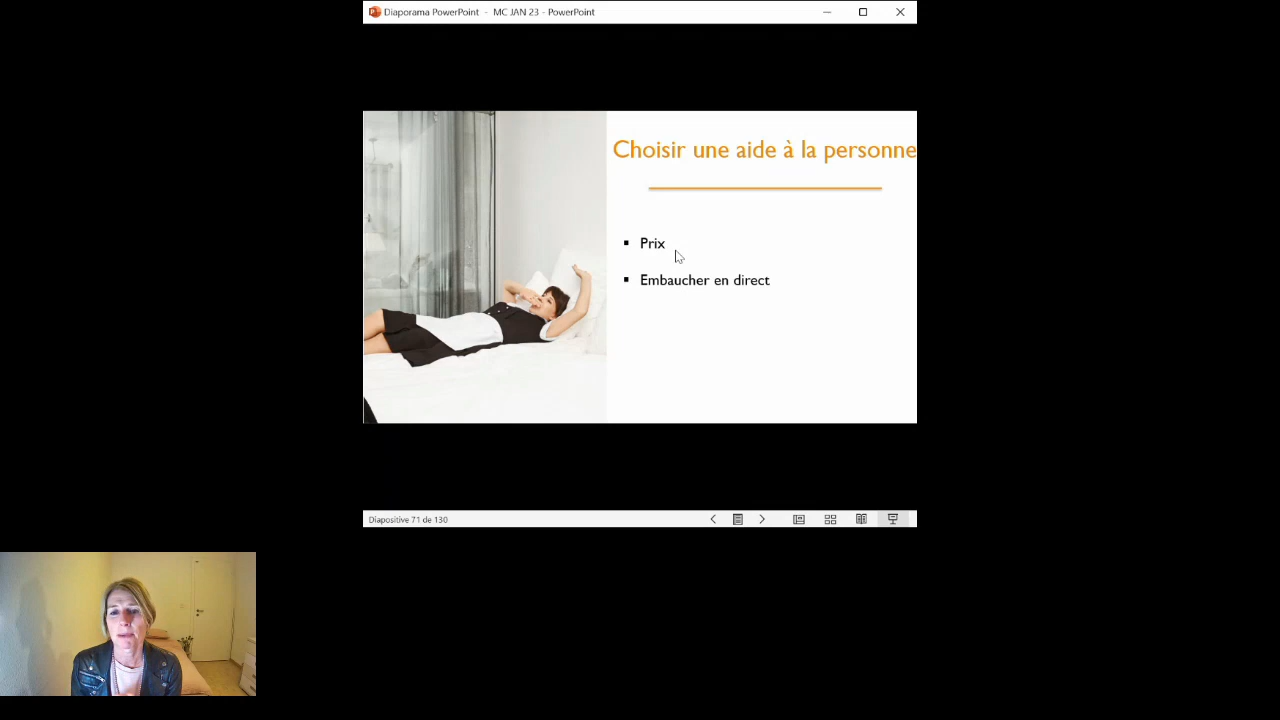 Diaporama PowerPoint - MC JAN 23 - PowerPoint
Choisir une aide à la personne
▪ Prix
▪ Embaucher en direct
Diapositive 71 de 130